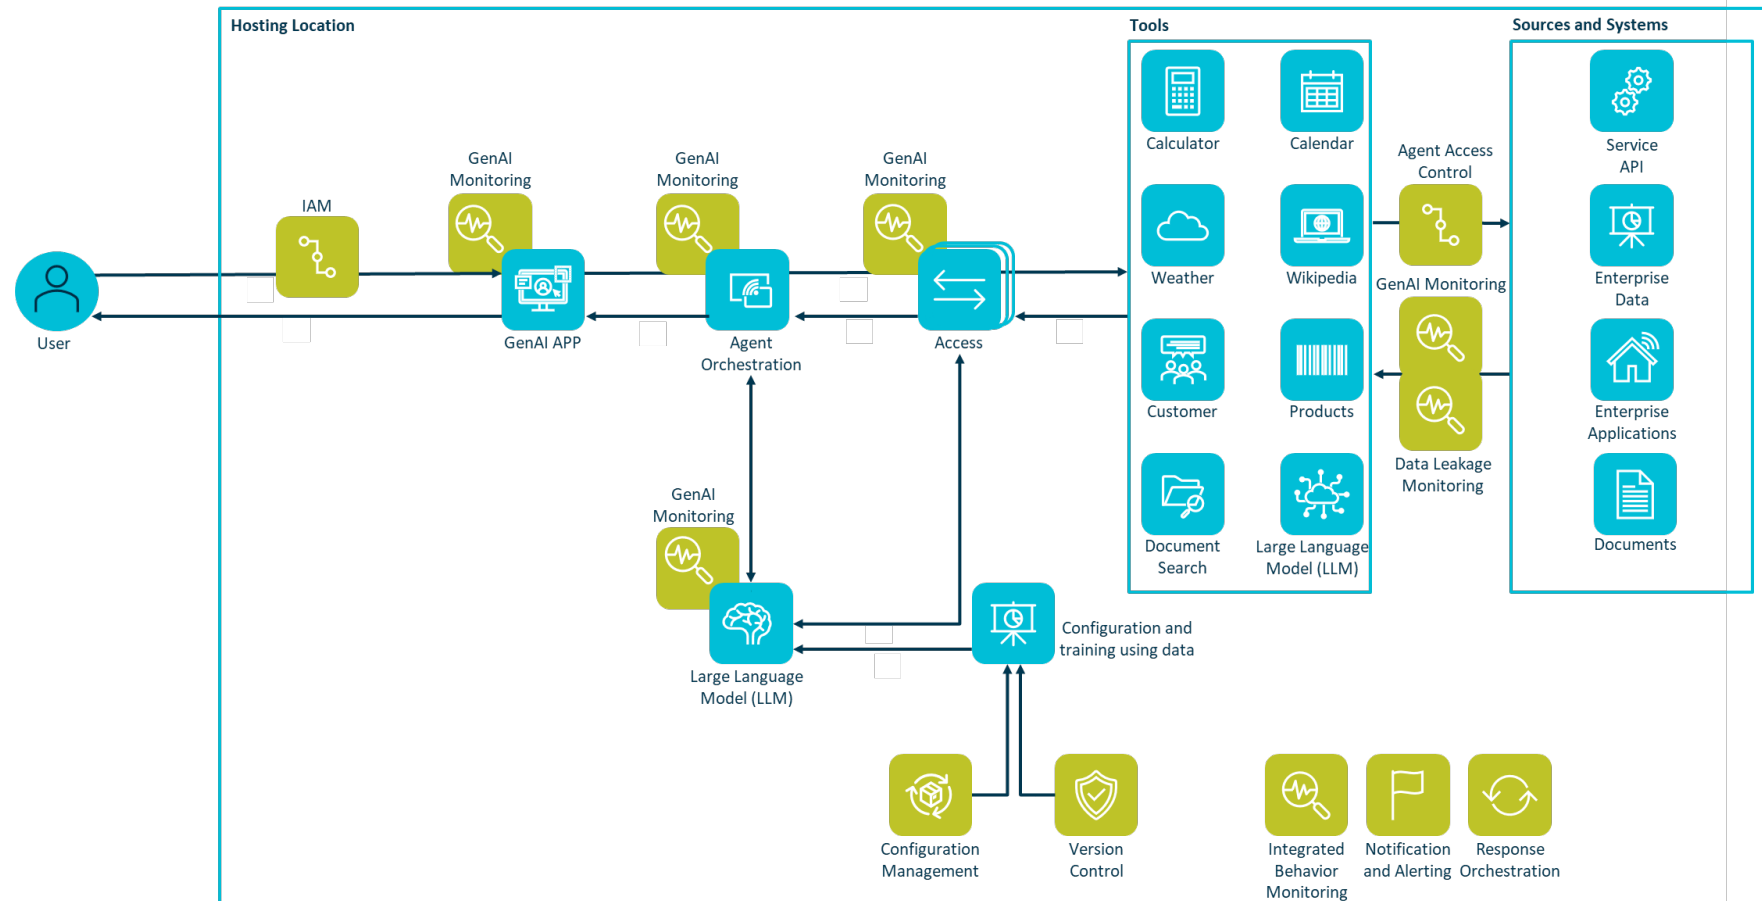 Hosting Location
Tools
Sources and Systems
Calculator
Calendar
Service
API
GenAI
Monitoring
GenAI
Monitoring
GenAI
Monitoring
Agent Access
Control
IAM
Weather
Wikipedia
Enterprise
Data
GenAI Monitoring
User
GenAI APP
Agent
Orchestration
Access
Customer
Products
Enterprise
Applications
Data Leakage
Monitoring
GenAI
Monitoring
Document
Search
Large Language
Model (LLM)
Documents
Configuration and
training using data
Large Language
Model (LLM)
Configuration
Management
Version
Control
Integrated
Behavior
Monitoring
Notification
and Alerting
Response
Orchestration